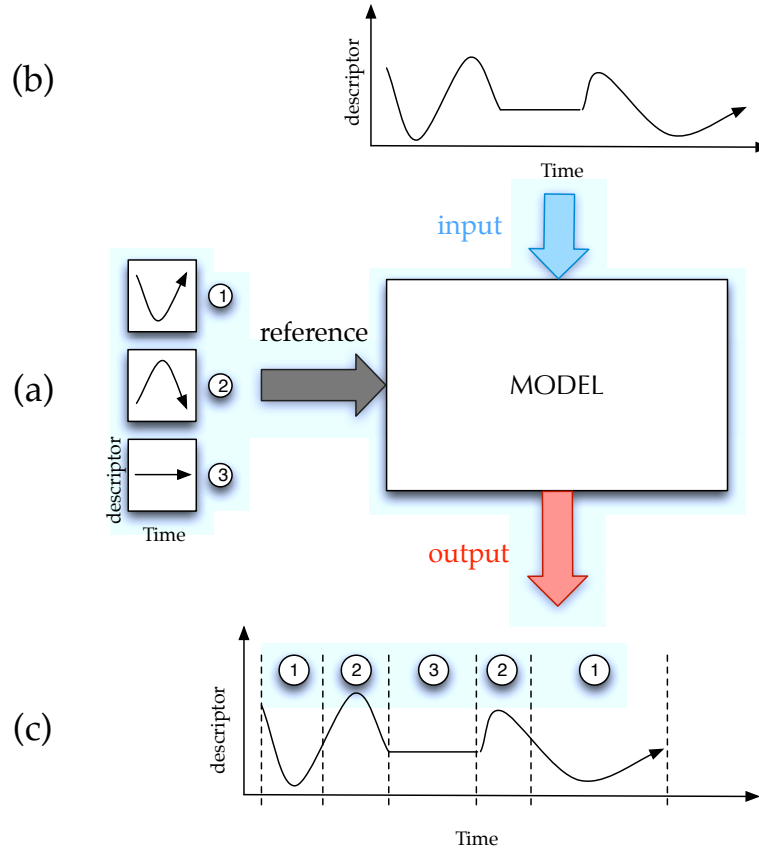 (b)
descriptor
Time
input
1
reference
(a)
2
MODEL
descriptor
3
Time
output
1 2 3 2 1
(c)
descriptor
Time